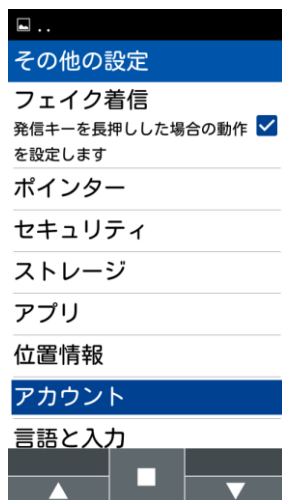 その他の設定
フェイク着信
発信キーを長押しした場合の動作
を設定します
ポインター
セキュリティ
ストレージ
アプリ
位置情報
アカウント
言語と入力